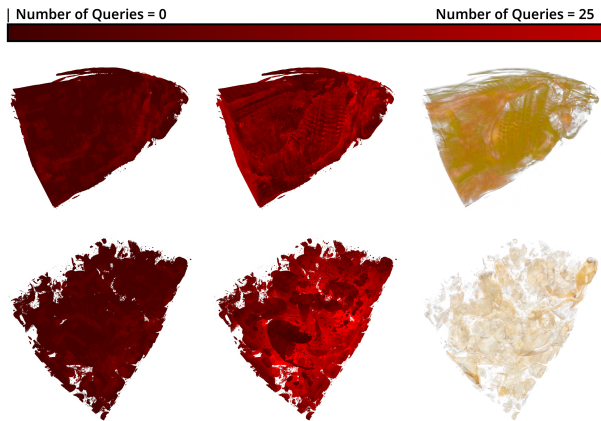 | Number of Queries = 0
Number of Queries = 25